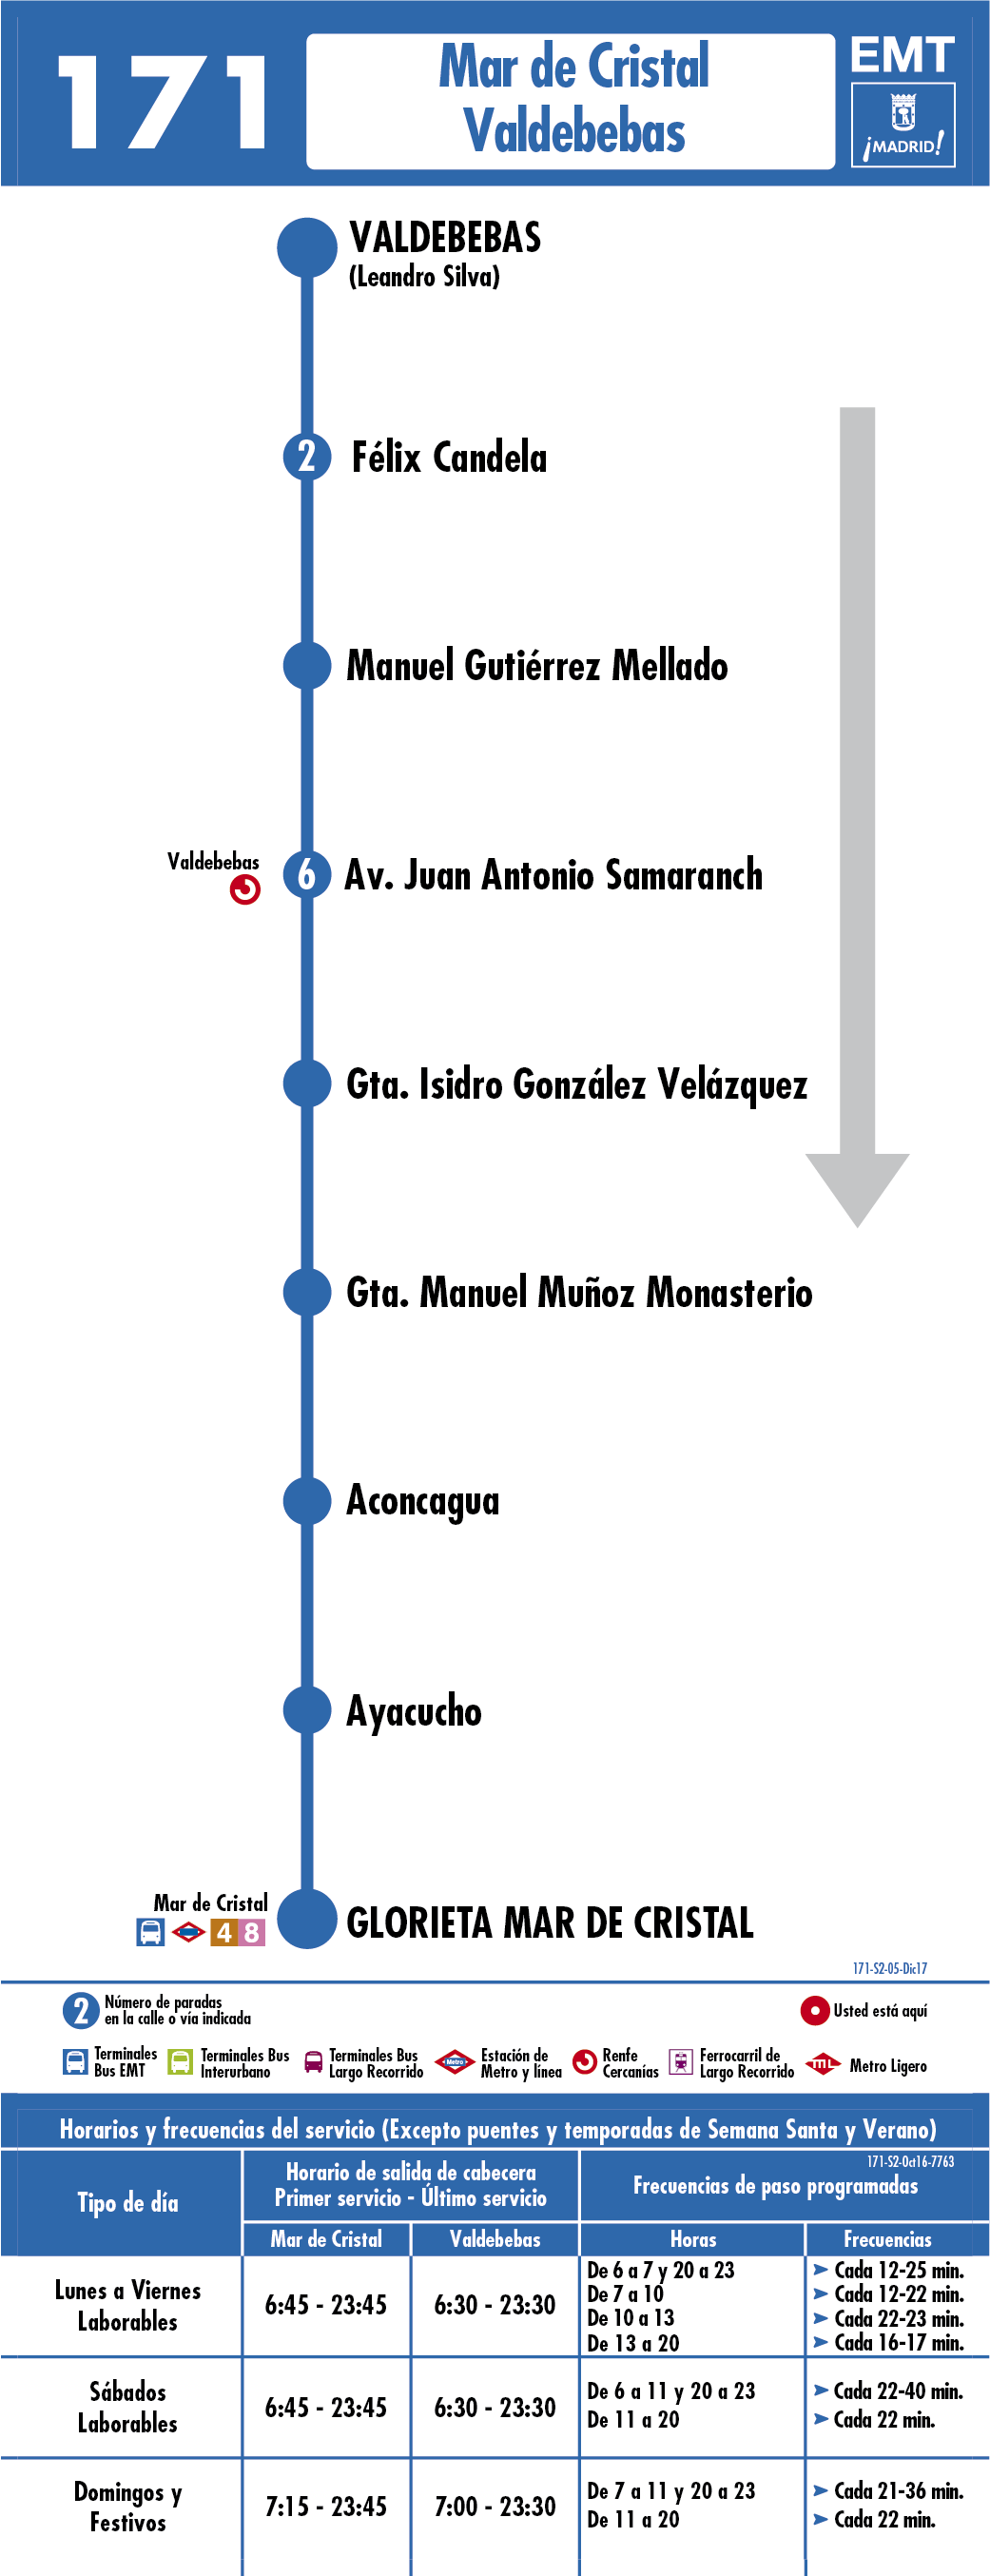 171
Mar de Cristal
Valdebebas
EMT
¡MADRID!
VALDEBEBAS
(Leandro Silva)
2 Félix Candela
Manuel Gutiérrez Mellado
Valdebebas
6 Av. Juan Antonio Samaranch
Gta. Isidro González Velázquez
Gta. Manuel Muñoz Monasterio
Aconcagua
Ayacucho
Mar de Cristal
4 8
GLORIETA MAR DE CRISTAL
171-S2-05-Dic17
2 Número de paradas
en la calle o vía indicada
Usted está aquí
Terminales
Bus EMT
Terminales Bus
Interurbano
Terminales Bus
Largo Recorrido
Metro
Estación de
Metro y línea
Renfe
Cercanías
Ferrocarril de
Largo Recorrido
ML
Metro Ligero
Horarios y frecuencias del servicio (Excepto puentes y temporadas de Semana Santa y Verano)
171-S2-Oct16-7763
Tipo de día
Horario de salida de cabecera
Primer servicio - Último servicio
Frecuencias de paso programadas
Mar de Cristal Valdebebas Horas Frecuencias
Lunes a Viernes
Laborables
6:45 - 23:45 6:30 - 23:30
De 6 a 7 y 20 a 23 Cada 12-25 min.
De 7 a 10 Cada 12-22 min.
De 10 a 13 Cada 22-23 min.
De 13 a 20 Cada 16-17 min.
Sábados
Laborables
6:45 - 23:45 6:30 - 23:30
De 6 a 11 y 20 a 23 Cada 22-40 min.
De 11 a 20 Cada 22 min.
Domingos y
Festivos
7:15 - 23:45 7:00 - 23:30
De 7 a 11 y 20 a 23 Cada 21-36 min.
De 11 a 20 Cada 22 min.